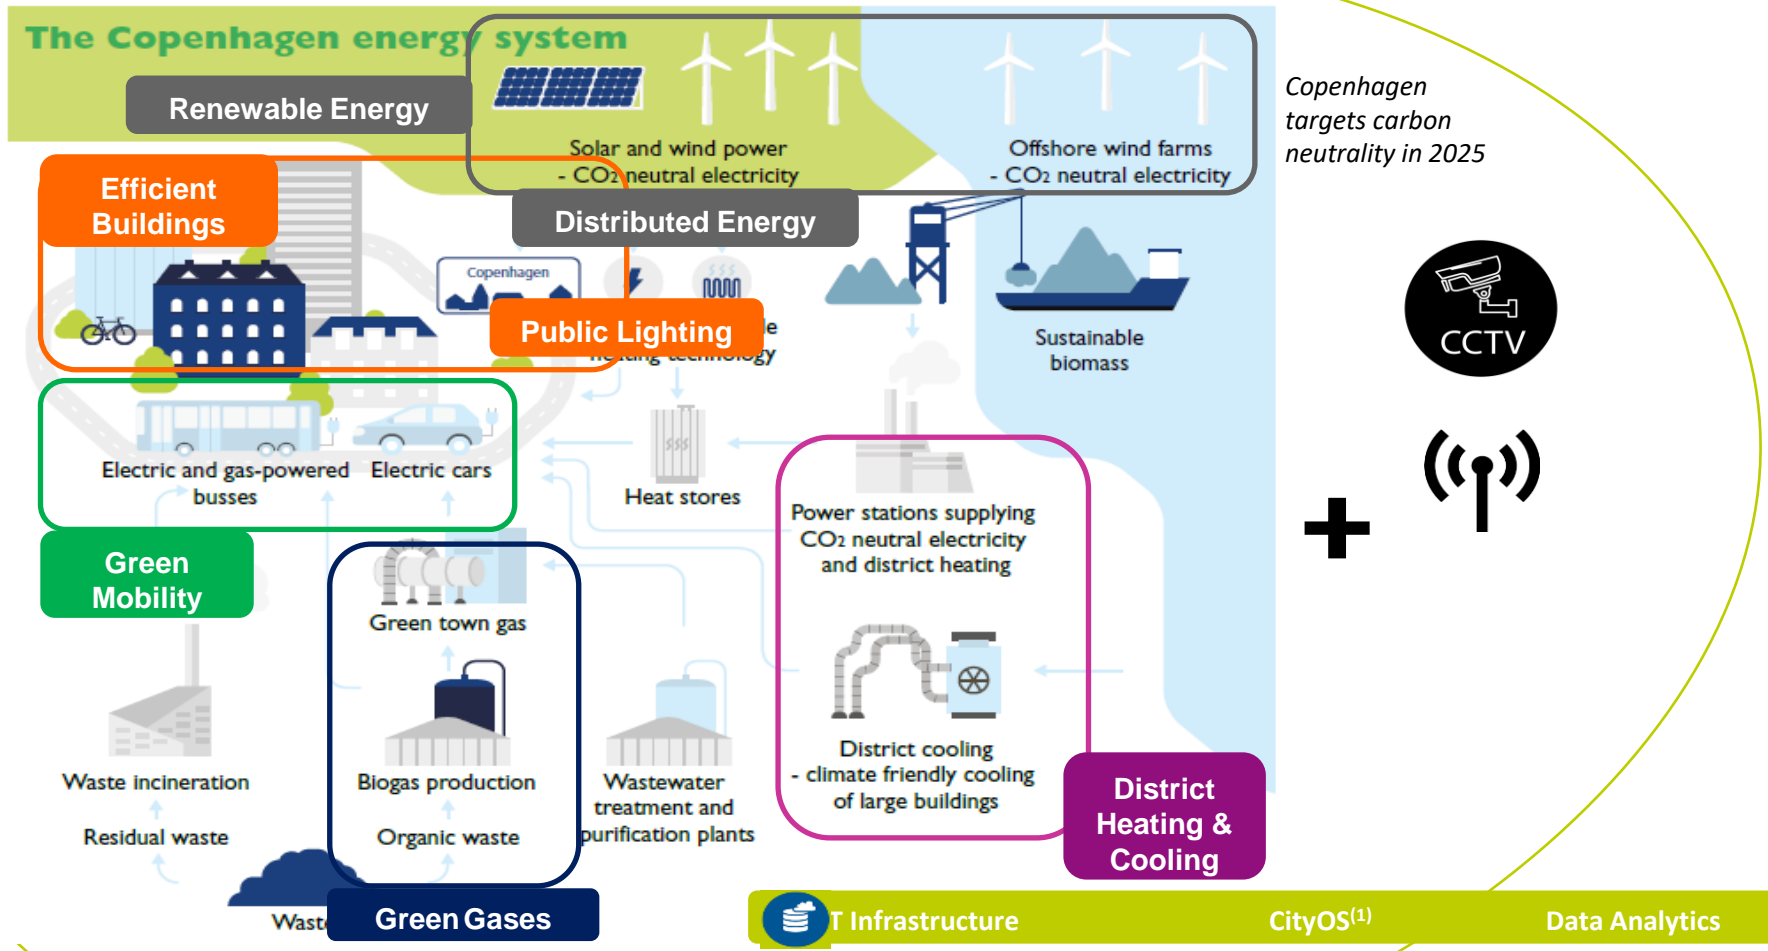 The Copenhagen energy system
Renewable Energy
Solar and wind power
- CO2 neutral electricity
Offshore wind farms
- CO2 neutral electricity
Copenhagen
targets carbon
neutrality in 2025
Efficient
Buildings
Distributed Energy
Copenhagen
Public Lighting
heating technology
Sustainable
biomass
CCTV
Electric and gas-powered
busses
Electric cars
Heat stores
Power stations supplying
CO2 neutral electricity
and district heating
Green
Mobility
Green town gas
District cooling
- climate friendly cooling
of large buildings
Waste incineration
Biogas production
Wastewater
treatment and
purification plants
Residual waste
Organic waste
District
Heating &
Cooling
Waste
Green Gases
T Infrastructure
CityOS(1)
Data Analytics